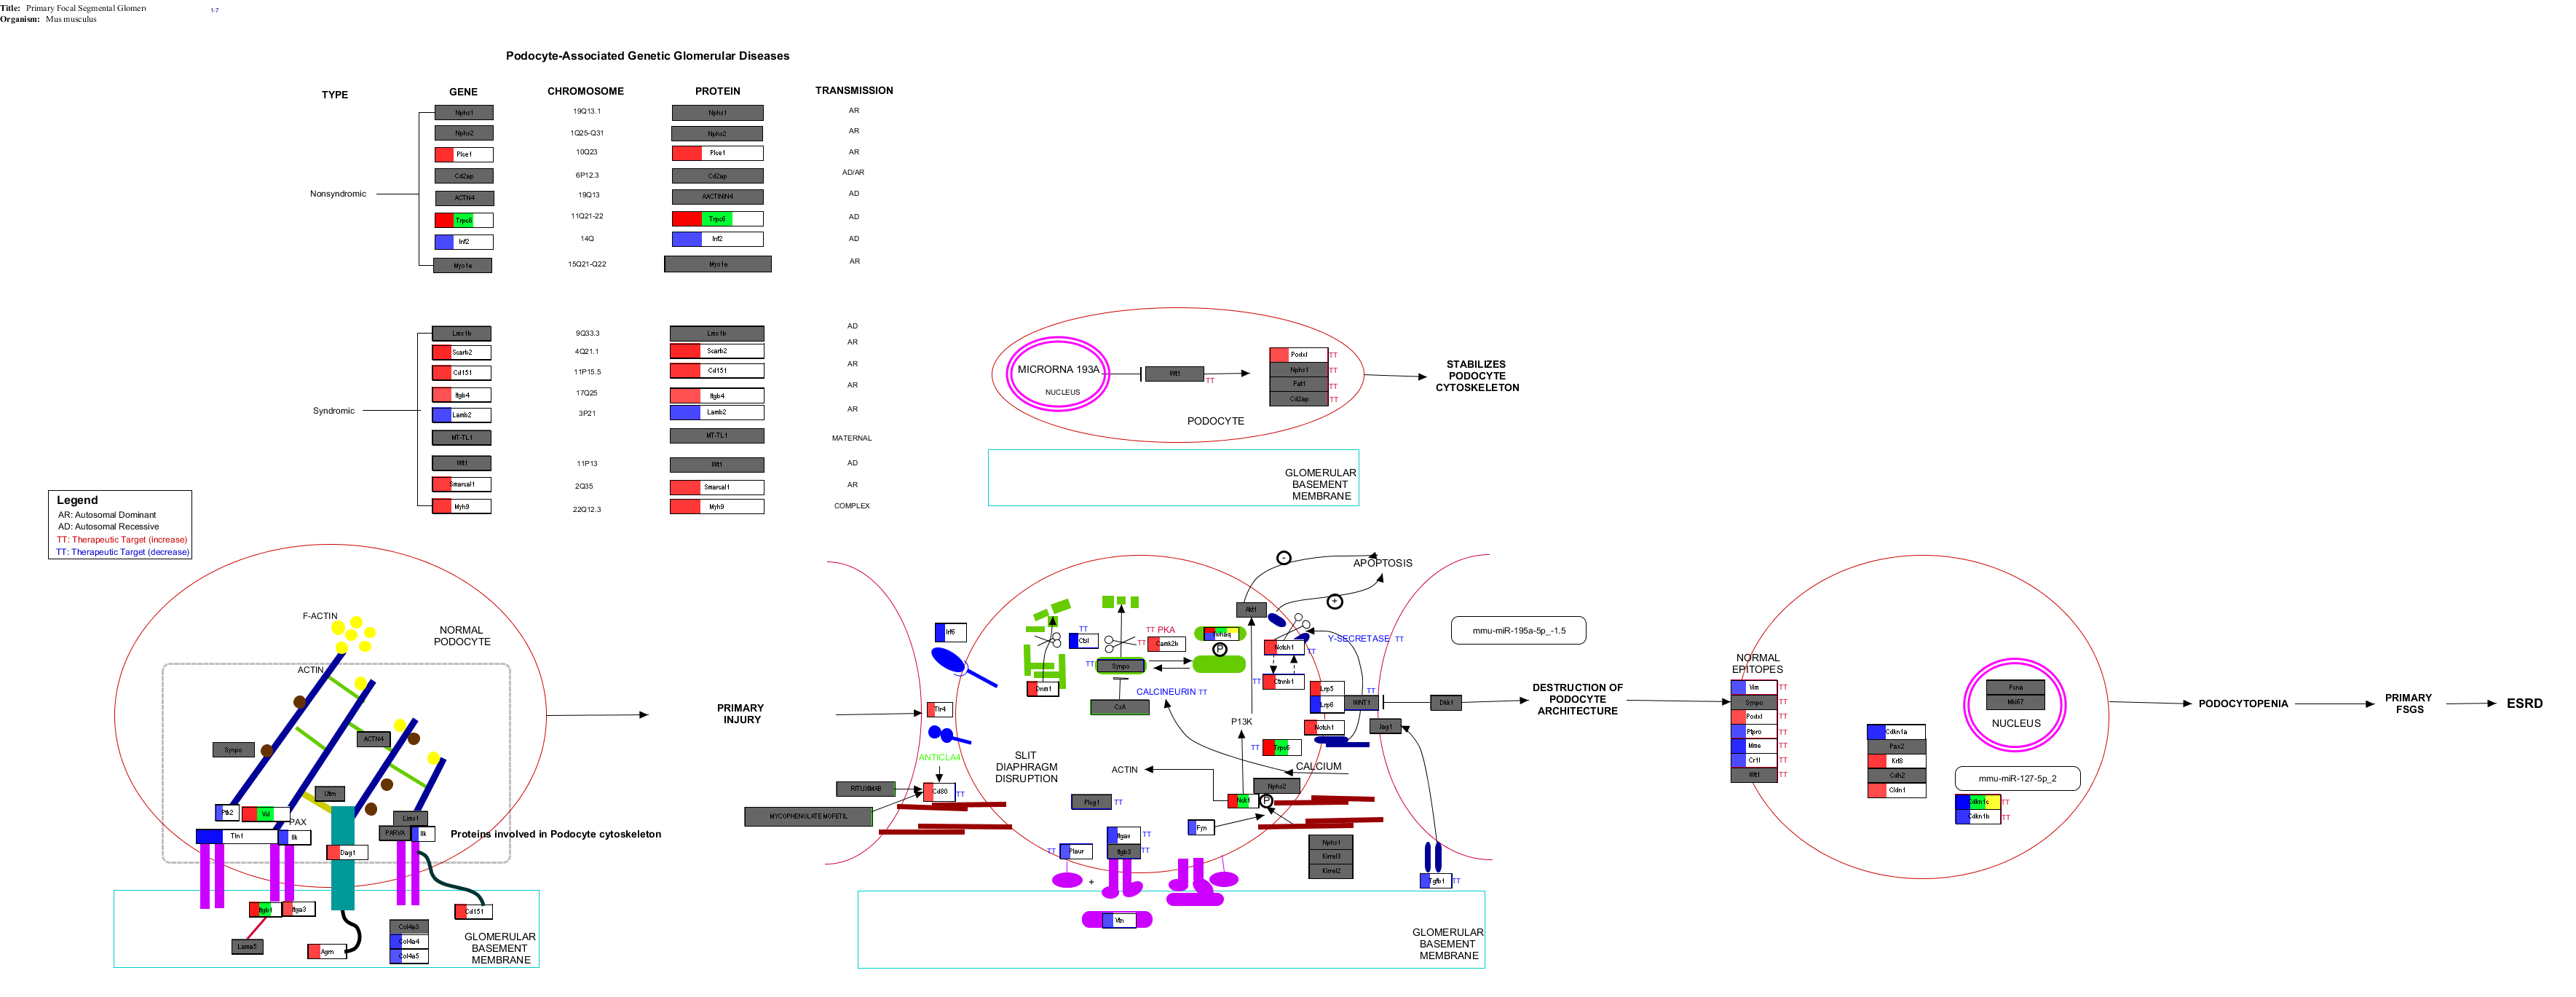 Title: Primary Focal Segmental Glomer
Organism: Mus musculus
1-7
Podocyte-Associated Genetic Glomerular Diseases
TYPE GENE CHROMOSOME PROTEIN TRANSMISSION
Nphs1 19Q13.1 Nphs1 AR
Nphs2 1Q25-Q31 Nphs2 AR
Plce1 10Q23 Plce1 AR
Cd2ap 6P12.3 Cd2ap AD/AR
Nonsyndromic
ACTN4 19Q13 AACTININ4 AD
Trpc6 11Q21-22 Trpc6 AD
Inf2 14Q Inf2 AD
Myo1e 15Q21-Q22 Myo1e AR
Lmx1b 9Q33.3 Lmx1b AD
Scarb2 4Q21.1 Scarb2 AR
Cd151 11P15.5 Cd151 AR
Itgb4 17Q25 Itgb4 AR
Syndromic
Lamb2 3P21 Lamb2 AR
MT-TL1 MT-TL1 MATERNAL
Wt1 11P13 Wt1 AD
Smarcal1 2Q35 Smarcal1 AR
Myh9 22Q12.3 Myh9 COMPLEX
MICRORNA 193A
NUCLEUS
Wt1
TT
Podxl TT
Nphs1 TT
Fat1 TT
Cd2ap TT
PODOCYTE
STABILIZES
PODOCYTE
CYTOSKELETON
GLOMERULAR
BASEMENT
MEMBRANE
Legend
AR: Autosomal Dominant
AD: Autosomal Recessive
TT: Therapeutic Target (increase)
TT: Therapeutic Target (decrease)
F-ACTIN
NORMAL
PODOCYTE
ACTIN
Synpo
ACTN4
Utrn
Ptk2
Vcl
PAX
Tln1
Ilk
Lims1
PARVA
Ilk
Dag1
Proteins involved in Podocyte cytoskeleton
Itgb1
Itga3
Cd151
Lama5
Agrn
Col4a3
Col4a4
Col4a5
GLOMERULAR
BASEMENT
MEMBRANE
PRIMARY
INJURY
Irf6
Tlr4
ANTICLA4
RITUXIMAB
Cd80
TT
MYCOPHENOLATE MOFETIL
SLIT
DIAPHRAGM
DISRUPTION
TT
Ctsl
Dnm1
TT PKA
Camk2b
TT
Synpo
CALCINEURIN TT
CsA
Ywhaq
P
Akt1
-
APOPTOSIS
+
Y-SECRETASE TT
Notch1
TT
TT
Ctnnb1
Lrp5
Lrp6
TT
WNT1
Notch1
Jag1
Dkk1
P13K
TT
Trpc6
CALCIUM
ACTIN
Nphs2
Nck1
P
Plcg1
TT
Fyn
Itgav
TT
Itgb3
TT
TT
Plaur
+
Vtn
Nphs1
Kirrel3
Kirrel2
Tgfb1
TT
GLOMERULAR
BASEMENT
MEMBRANE
mmu-miR-195a-5p_-1.5
DESTRUCTION OF
PODOCYTE
ARCHITECTURE
NORMAL
EPITOPES
Vim TT
Synpo TT
Podxl TT
Ptpro TT
Mme TT
Cr1l TT
Wt1 TT
Cdkn1a
Pax2
Krt8
Cdh2
Cldn1
Pcna
Mki67
NUCLEUS
mmu-miR-127-5p_2
Cdkn1c TT
Cdkn1b TT
PODOCYTOPENIA
PRIMARY
FSGS
ESRD